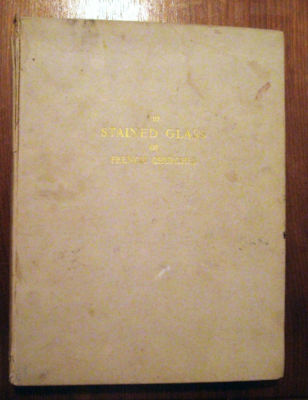 STAINED GLASS
OF
FRENCH CHURCHES